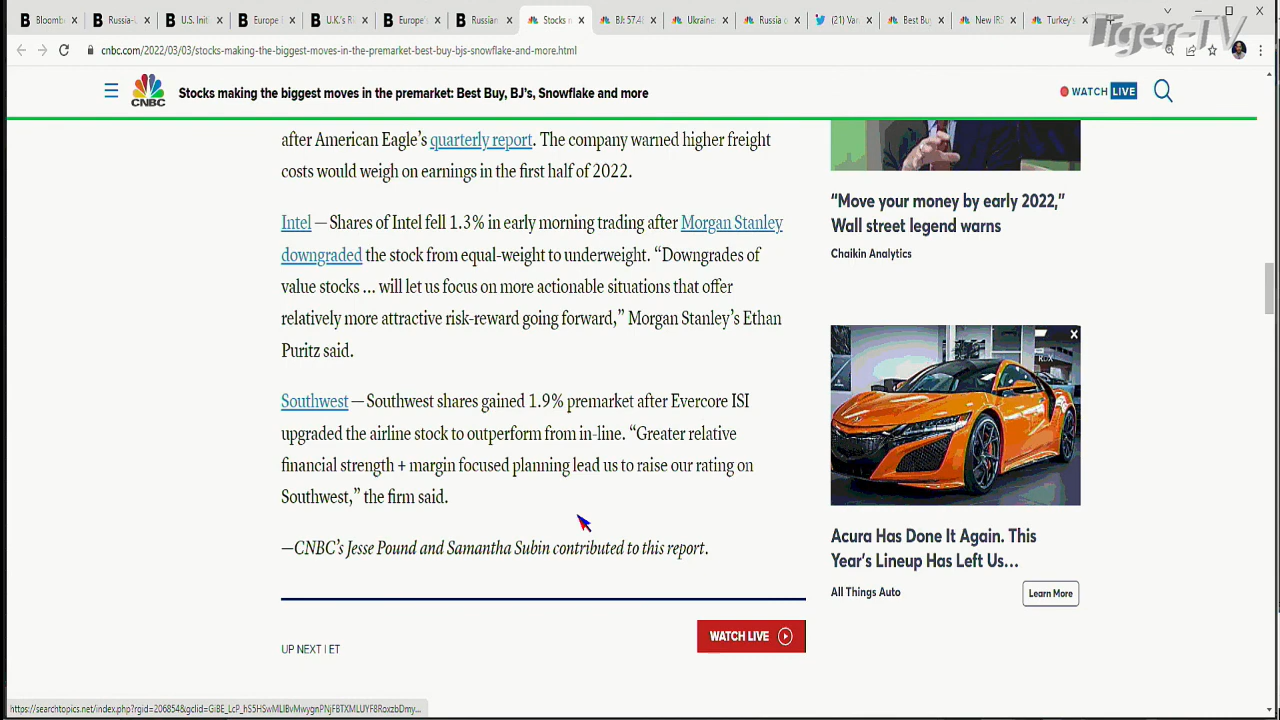 Bloomb
Russia-
U.S. Init
Europe
U.K.'s R
Europe's
Russian
Stocks
BJ: 57.4
Ukraine
Russia
(21) Var
Best Buy
New IRS
Turkey's
Tiger-TV
cnbc.com/2022/03/03/stocks-making-the-biggest-moves-in-the-premarket-best-buy-bjs-snowflake-and-more.html
CNBC
Stocks making the biggest moves in the premarket: Best Buy, BJ's, Snowflake and more
WATCH LIVE
after American Eagle's quarterly report. The company warned higher freight
costs would weigh on earnings in the first half of 2022.
Intel — Shares of Intel fell 1.3% in early morning trading after Morgan Stanley
downgraded the stock from equal-weight to underweight. “Downgrades of
value stocks … will let us focus on more actionable situations that offer
relatively more attractive risk-reward going forward,” Morgan Stanley’s Ethan
Puritz said.
Southwest — Southwest shares gained 1.9% premarket after Evercore ISI
upgraded the airline stock to outperform from in-line. “Greater relative
financial strength + margin focused planning lead us to raise our rating on
Southwest,” the firm said.
—CNBC’s Jesse Pound and Samantha Subin contributed to this report.
WATCH LIVE
UP NEXT | ET
“Move your money by early 2022,”
Wall street legend warns
Chaikin Analytics
RDX
Acura Has Done It Again. This
Year’s Lineup Has Left Us…
All Things Auto
Learn More